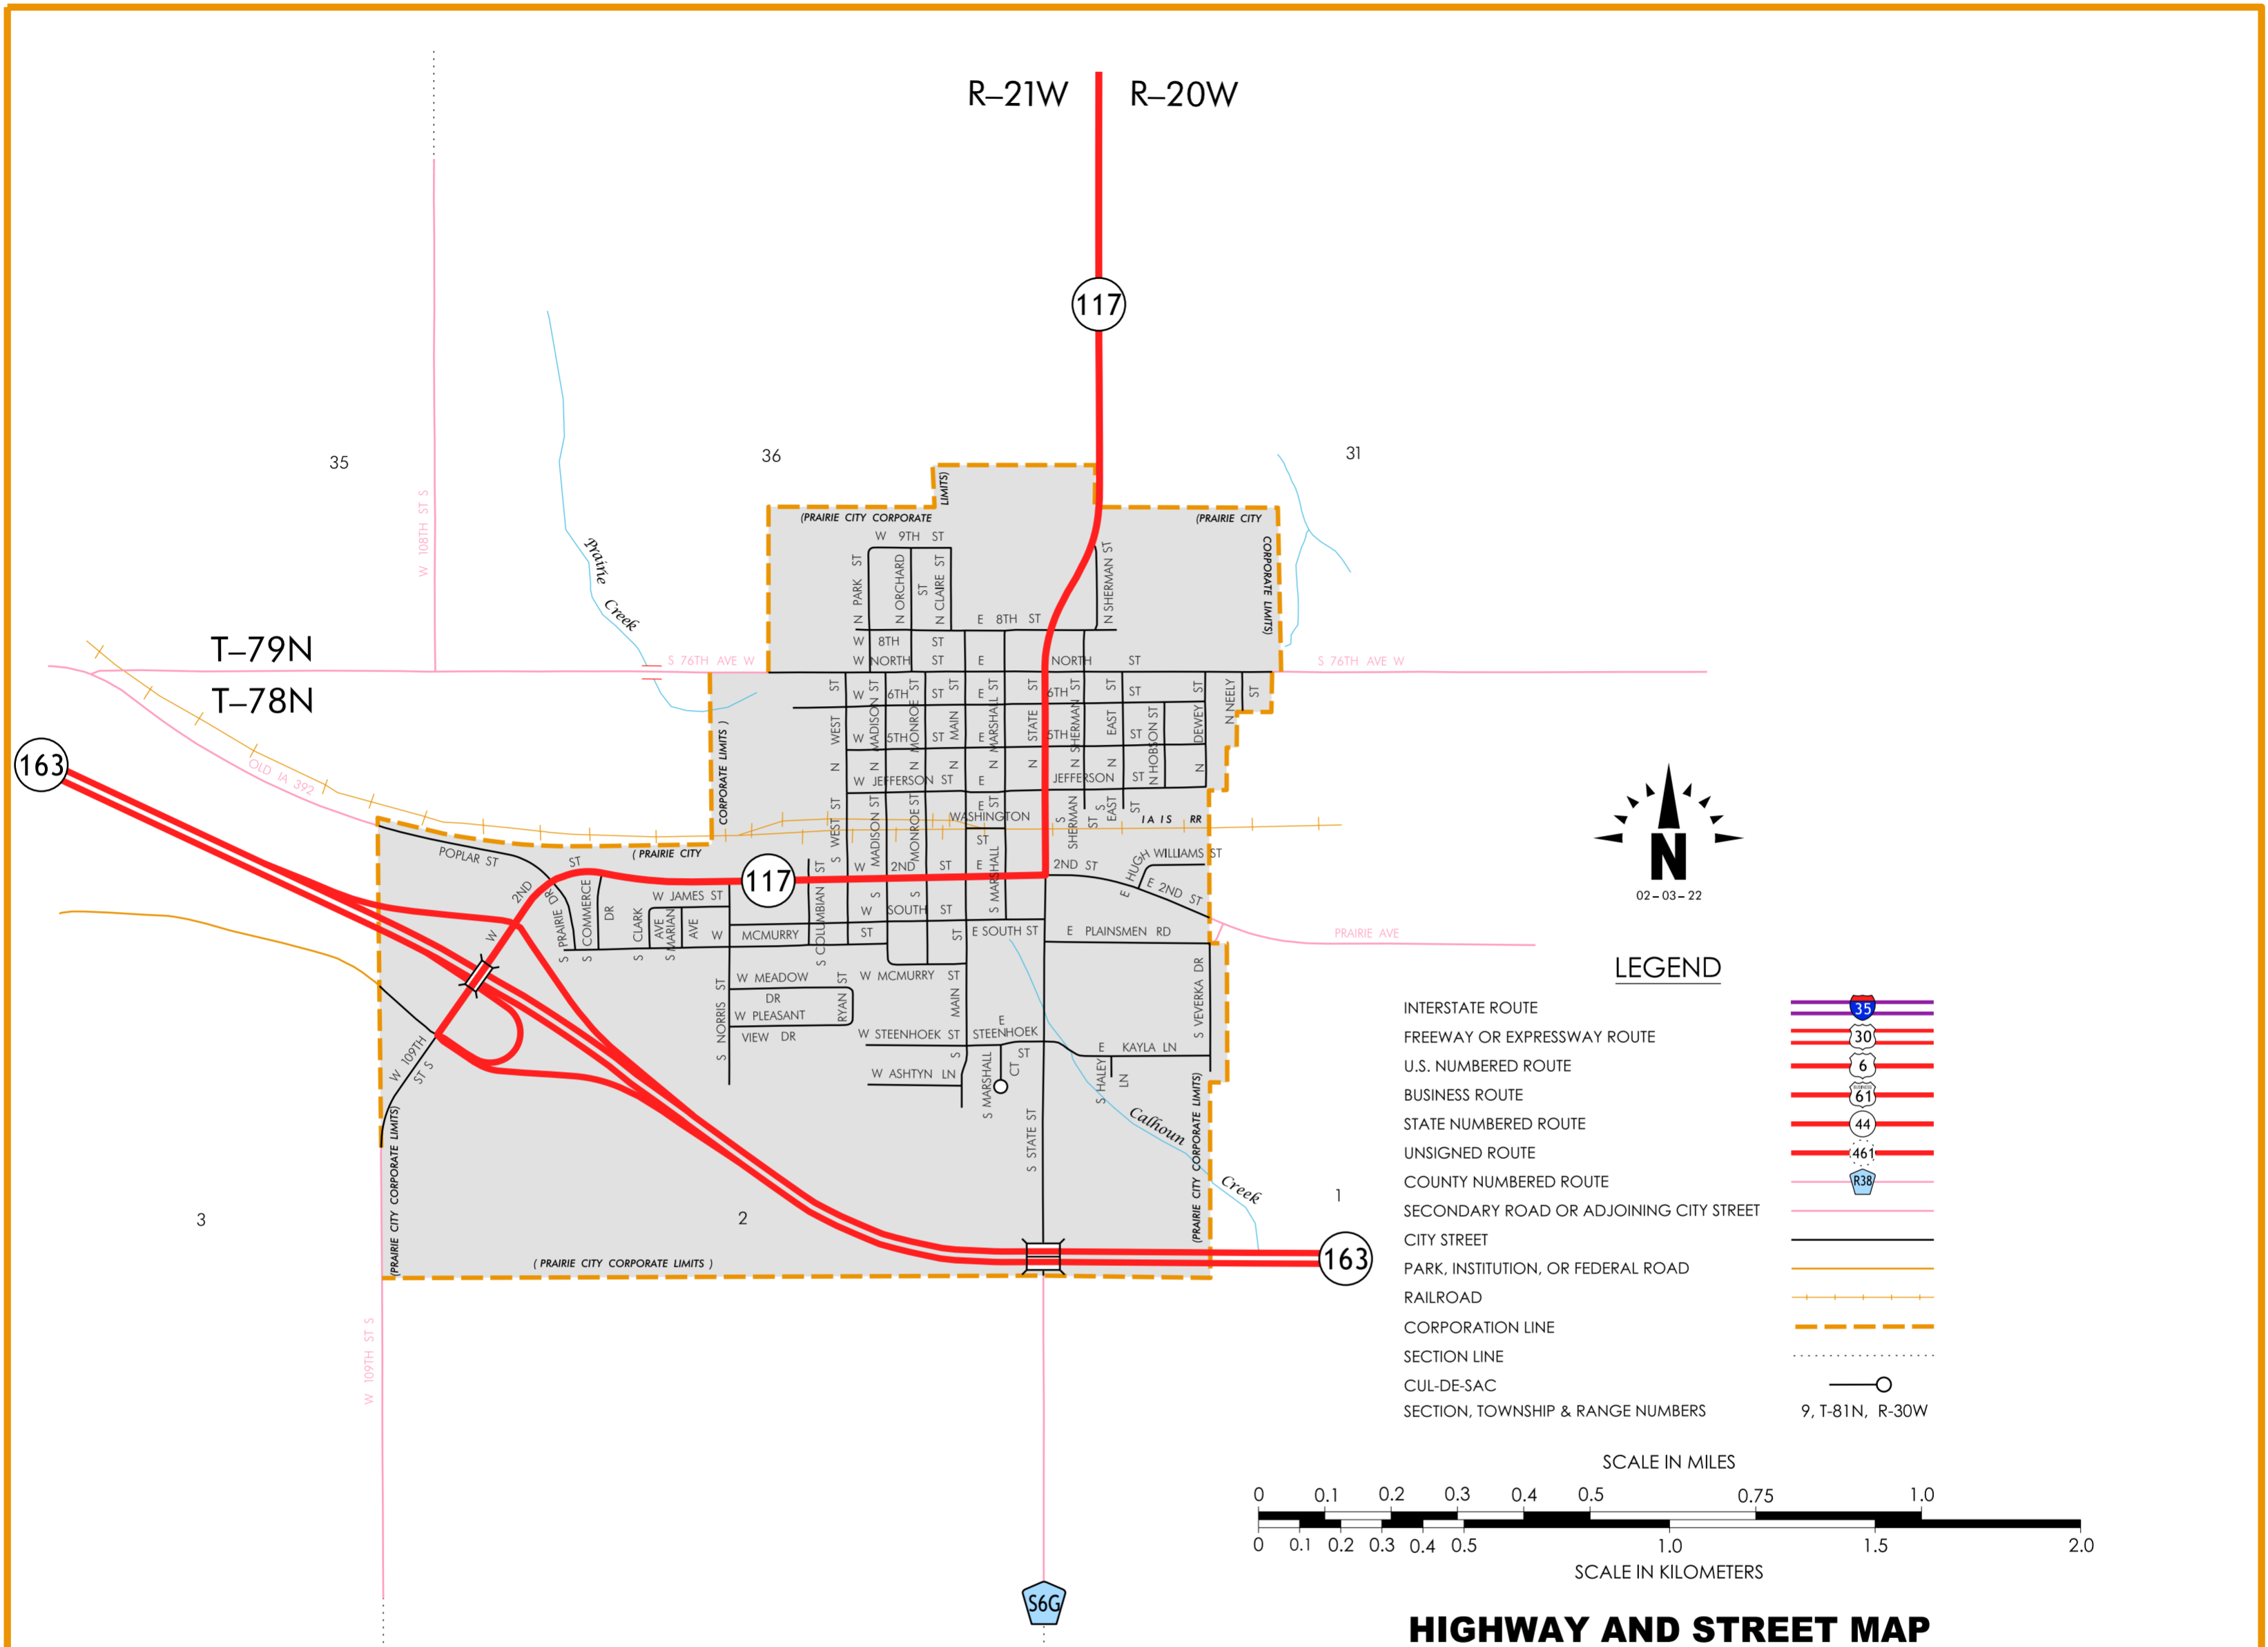 R–21W
R–20W
117
35
36
31
W 108TH ST S
Prairie
Creek
(PRAIRIE CITY CORPORATE
LIMITS)
(PRAIRIE CITY
CORPORATE LIMITS)
W 9TH ST
N PARK ST
N ORCHARD
ST
N CLAIRE ST
N SHERMAN ST
E 8TH ST
W 8TH ST
T–79N
T–78N
S 76TH AVE W
W NORTH ST
E NORTH ST
S 76TH AVE W
W 6TH ST
E 6TH ST
W 5TH ST
E 5TH ST
N WEST ST
N MADISON ST
N MONROE ST
N MAIN ST
N MARSHALL ST
N STATE ST
N SHERMAN ST
N EAST ST
N HOBSON ST
N DEWEY ST
N NEELY
ST
CORPORATE LIMITS )
163
OLD IA 392
W JEFFERSON ST
E JEFFERSON ST
E
WASHINGTON
ST
S WEST ST
S MADISON ST
S MONROE ST
S MARSHALL ST
S
SHERMAN
ST
S
EAST
ST
IA IS RR
N
02–03–22
POPLAR ST
( PRAIRIE CITY
117
W 2ND ST
W 2ND ST
E 2ND ST
E HUGH WILLIAMS ST
E 2ND ST
S PRAIRIE DR
S COMMERCE
DR
S CLARK
AVE
S MARIAN
AVE
W JAMES ST
S COLUMBIAN ST
W SOUTH ST
W MCMURRY ST
E SOUTH ST
E PLAINSMEN RD
PRAIRIE AVE
W MCMURRY ST
W MEADOW
DR
W PLEASANT
VIEW DR
RYAN ST
S NORRIS ST
S MAIN ST
S VEVERKA DR
W STEENHOEK ST
E
STEENHOEK
ST
E KAYLA LN
W ASHTYN LN
S MARSHALL
CT
S HALEY
LN
S STATE ST
W 109TH
ST S
Calhoun
Creek
(PRAIRIE CITY CORPORATE LIMITS)
(PRAIRIE CITY CORPORATE LIMITS)
( PRAIRIE CITY CORPORATE LIMITS )
3
2
1
163
W 109TH ST S
S6G
LEGEND
INTERSTATE ROUTE 35
FREEWAY OR EXPRESSWAY ROUTE 30
U.S. NUMBERED ROUTE 6
BUSINESS ROUTE BUSINESS 61
STATE NUMBERED ROUTE 44
UNSIGNED ROUTE 461
COUNTY NUMBERED ROUTE R38
SECONDARY ROAD OR ADJOINING CITY STREET
CITY STREET
PARK, INSTITUTION, OR FEDERAL ROAD
RAILROAD
CORPORATION LINE
SECTION LINE
CUL-DE-SAC
SECTION, TOWNSHIP & RANGE NUMBERS 9, T-81N, R-30W
SCALE IN MILES
0 0.1 0.2 0.3 0.4 0.5 0.75 1.0
0 0.1 0.2 0.3 0.4 0.5 1.0 1.5 2.0
SCALE IN KILOMETERS
HIGHWAY AND STREET MAP